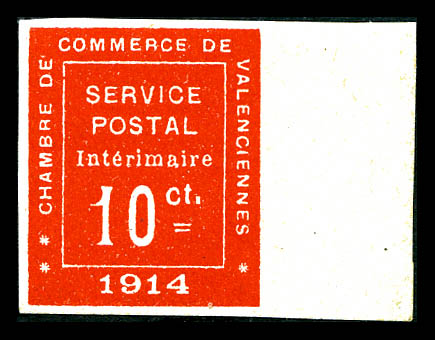 CHAMBRE DE COMMERCE DE VALENCIENNES
SERVICE
POSTAL
Intérimaire
10 ct.
1914